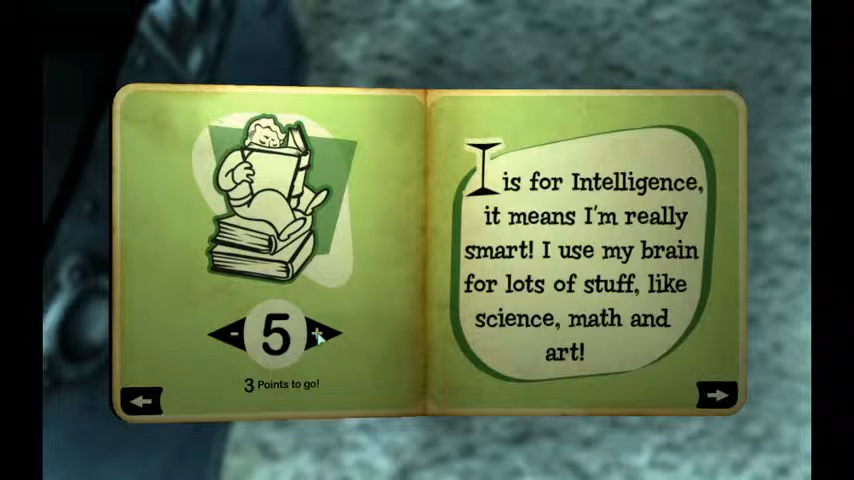 - 5 +
3 Points to go!
I is for Intelligence,
it means I'm really
smart! I use my brain
for lots of stuff, like
science, math and
art!